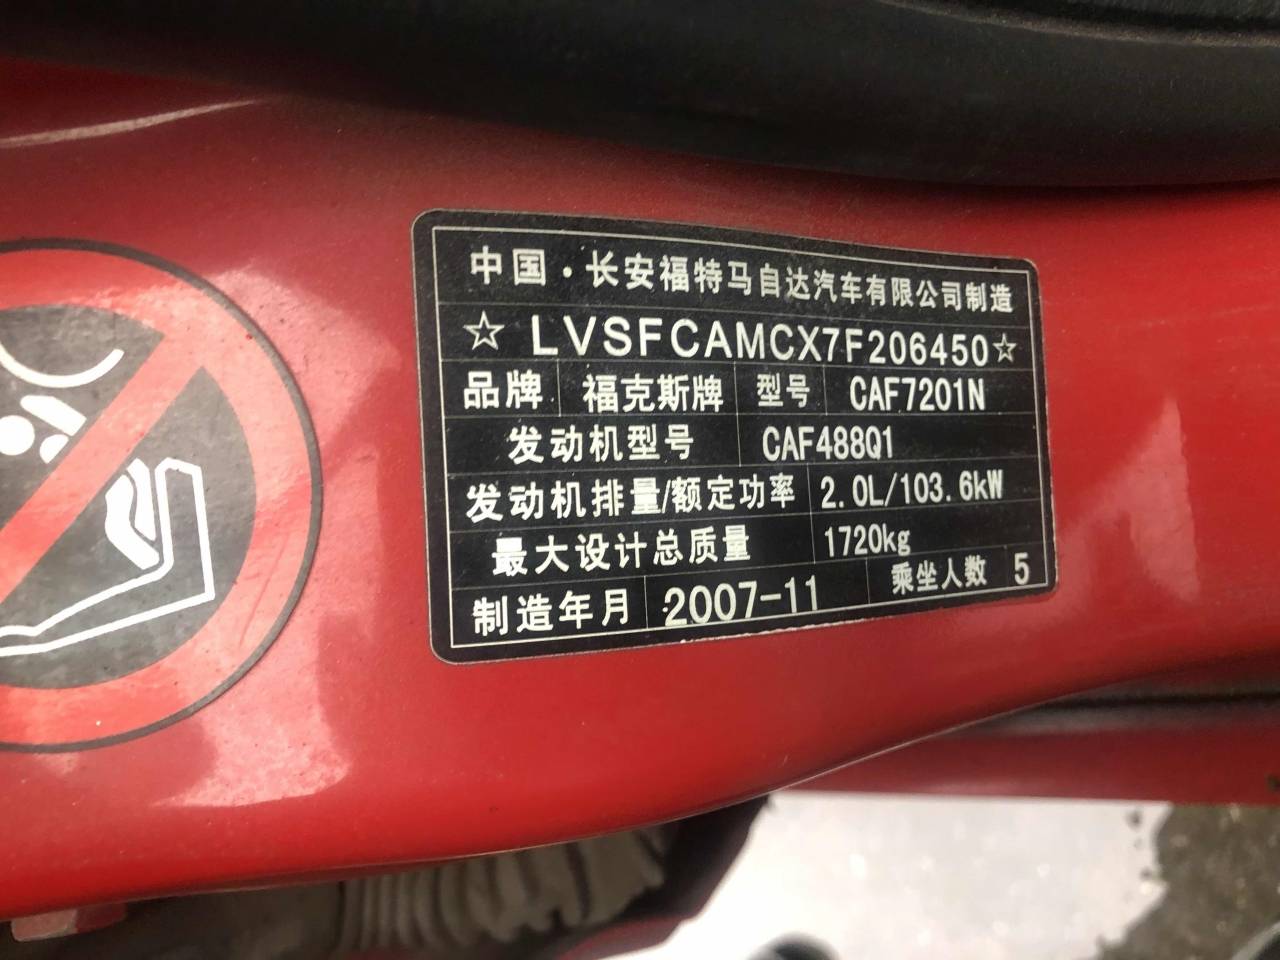 中国·长安福特马自达汽车有限公司制造
☆ LVSFCAMCX7F206450☆
品牌 福克斯牌 型号 CAF7201N
发动机型号 CAF488Q1
发动机排量/额定功率 2.0L/103.6kW
最大设计总质量 1720kg
制造年月 2007-11 乘坐人数 5